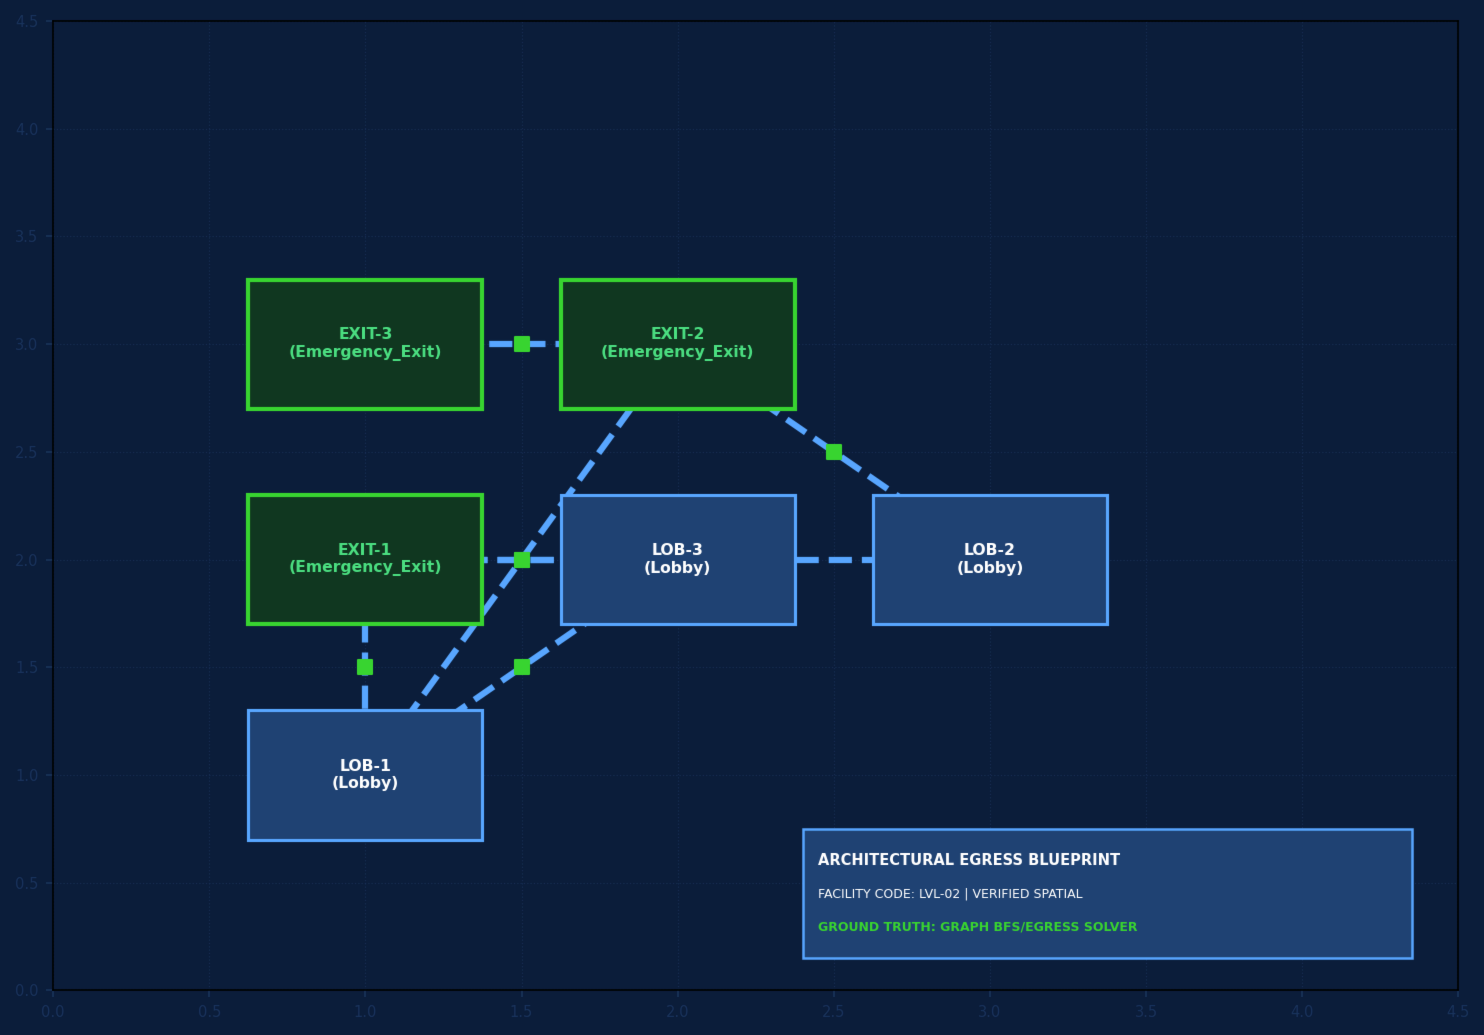 4.5
4.0
3.5
3.0
2.5
2.0
1.5
1.0
0.5
0.0
EXIT-3
(Emergency_Exit)
EXIT-2
(Emergency_Exit)
EXIT-1
(Emergency_Exit)
LOB-3
(Lobby)
LOB-2
(Lobby)
LOB-1
(Lobby)
ARCHITECTURAL EGRESS BLUEPRINT
FACILITY CODE: LVL-02 | VERIFIED SPATIAL
GROUND TRUTH: GRAPH BFS/EGRESS SOLVER
0.0 0.5 1.0 1.5 2.0 2.5 3.0 3.5 4.0 4.5